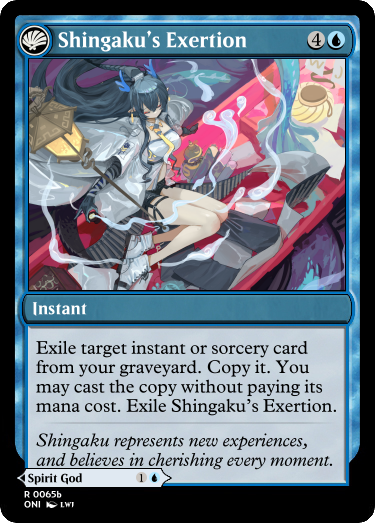 Shingaku's Exertion 4
Instant
Exile target instant or sorcery card
from your graveyard. Copy it. You
may cast the copy without paying its
mana cost. Exile Shingaku's Exertion.
Shingaku represents new experiences,
and believes in cherishing every moment.
Spirit God 1
R 0065b
ONI LWI